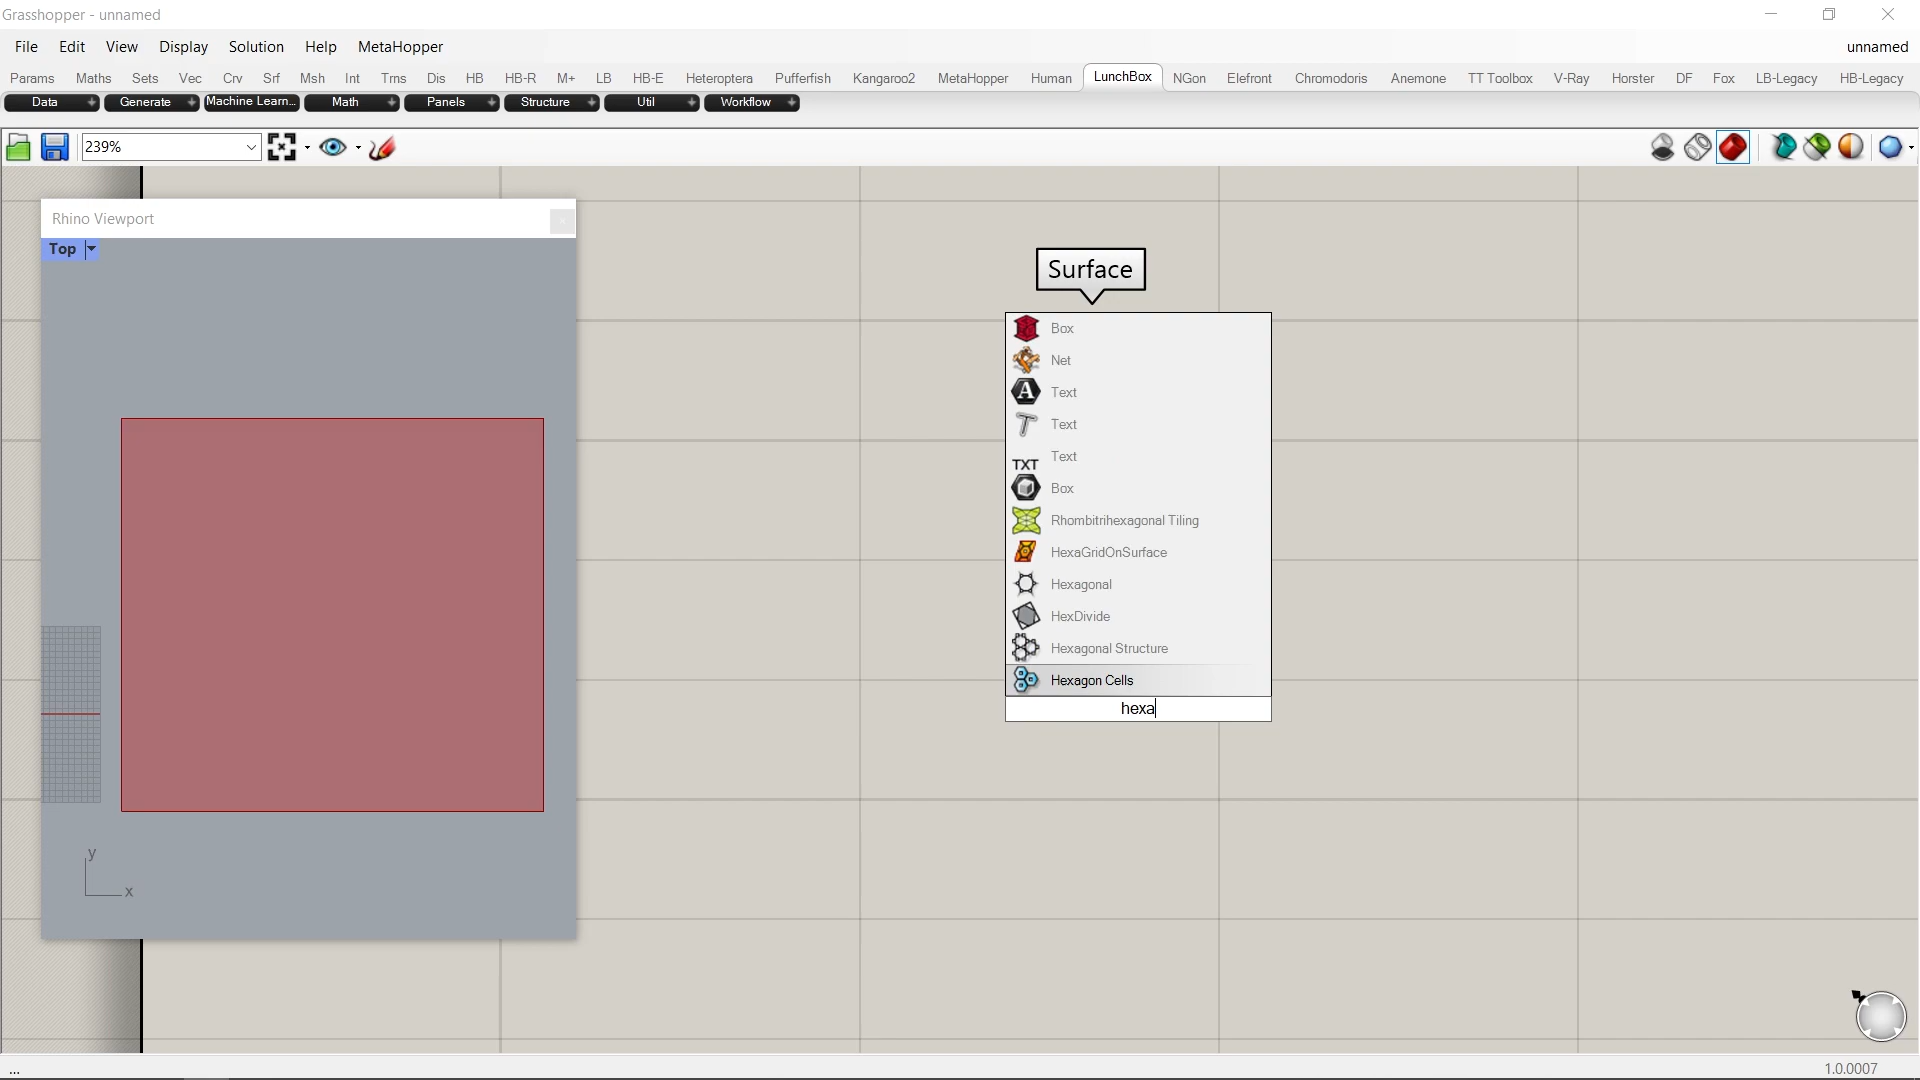 Grasshopper - unnamed
File Edit View Display Solution Help MetaHopper unnamed
Params Maths Sets Vec Crv Srf Msh Int Trns Dis HB HB-R M+ LB HB-E Heteroptera Pufferfish Kangaroo2 MetaHopper Human LunchBox NGon Elefront Chromodoris Anemone TT Toolbox V-Ray Horster DF Fox LB-Legacy HB-Legacy
Data Generate Machine Learn... Math Panels Structure Util Workflow
239%
Rhino Viewport
Top
Surface
Box
Net
A Text
T Text
TXT Text
Box
Rhombitrihexagonal Tiling
HexaGridOnSurface
Hexagonal
HexDivide
Hexagonal Structure
Hexagon Cells
hexa
y
x
...
1.0.0007